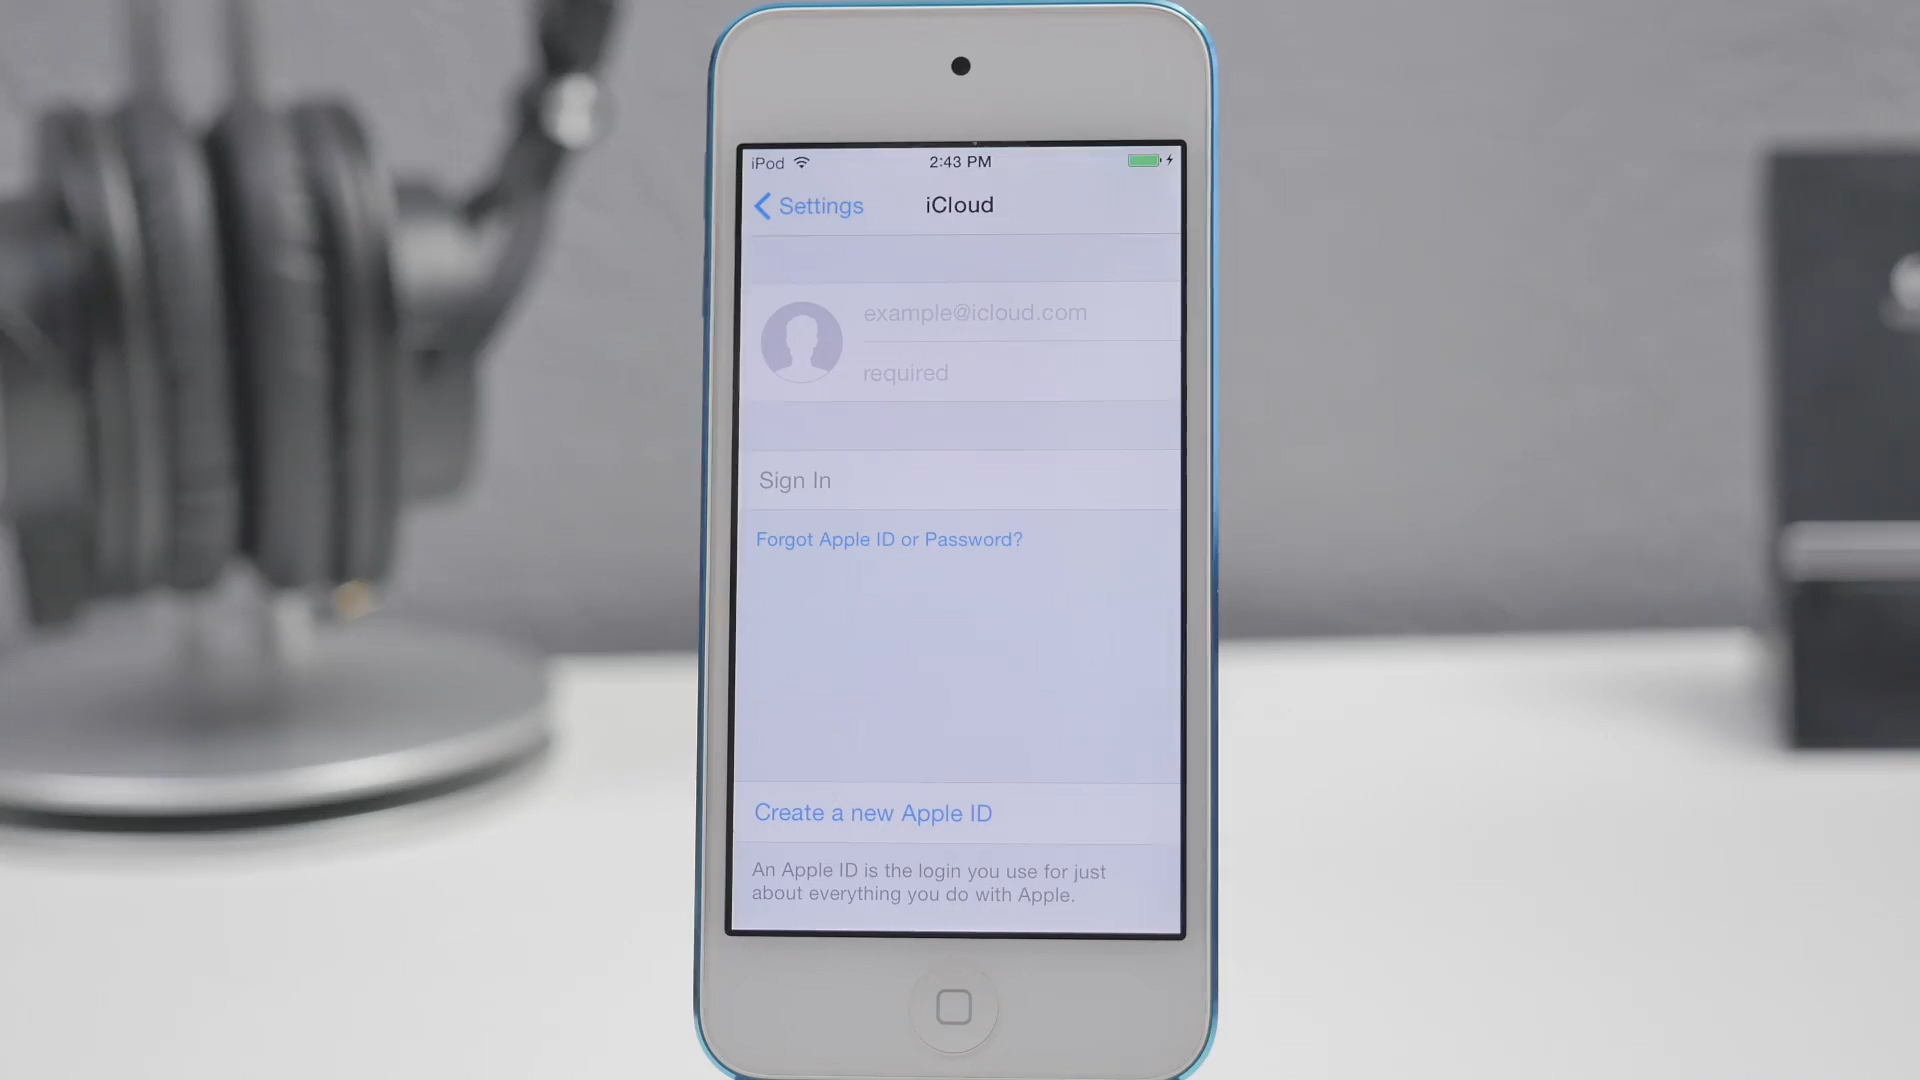 iPod 2:43 PM
Settings iCloud
example@icloud.com
required
Sign In
Forgot Apple ID or Password?
Create a new Apple ID
An Apple ID is the login you use for just
about everything you do with Apple.